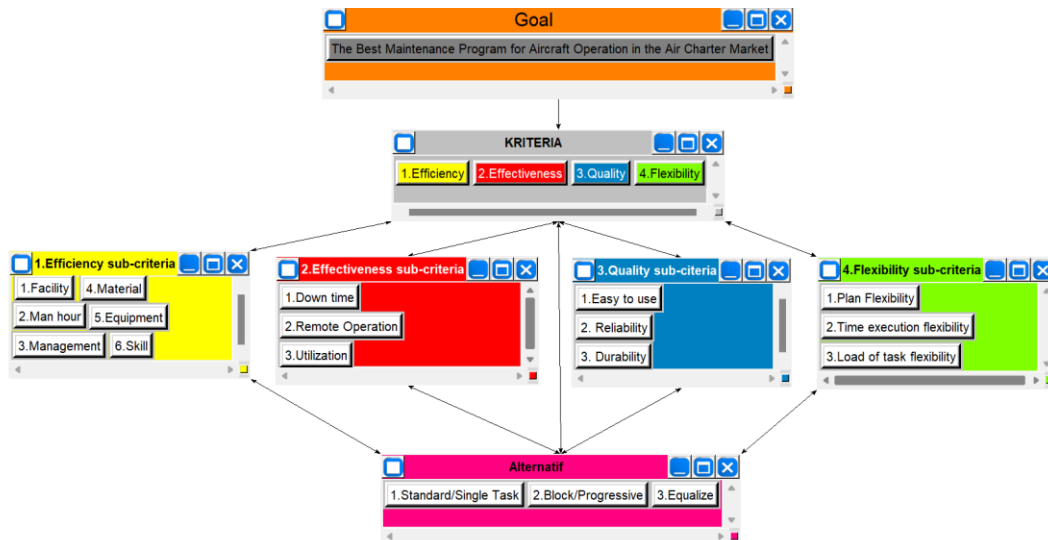 Goal
The Best Maintenance Program for Aircraft Operation in the Air Charter Market
KRITERIA
1.Efficiency 2.Effectiveness 3.Quality 4.Flexibility
1.Efficiency sub-criteria
1.Facility 4.Material
2.Man hour 5.Equipment
3.Management 6.Skill
2.Effectiveness sub-criteria
1.Down time
2.Remote Operation
3.Utilization
3.Quality sub-citeria
1.Easy to use
2. Reliability
3. Durability
4.Flexibility sub-criteria
1.Plan Flexibility
2.Time execution flexibility
3.Load of task flexibility
Alternatif
1.Standard/Single Task 2.Block/Progressive 3.Equalize